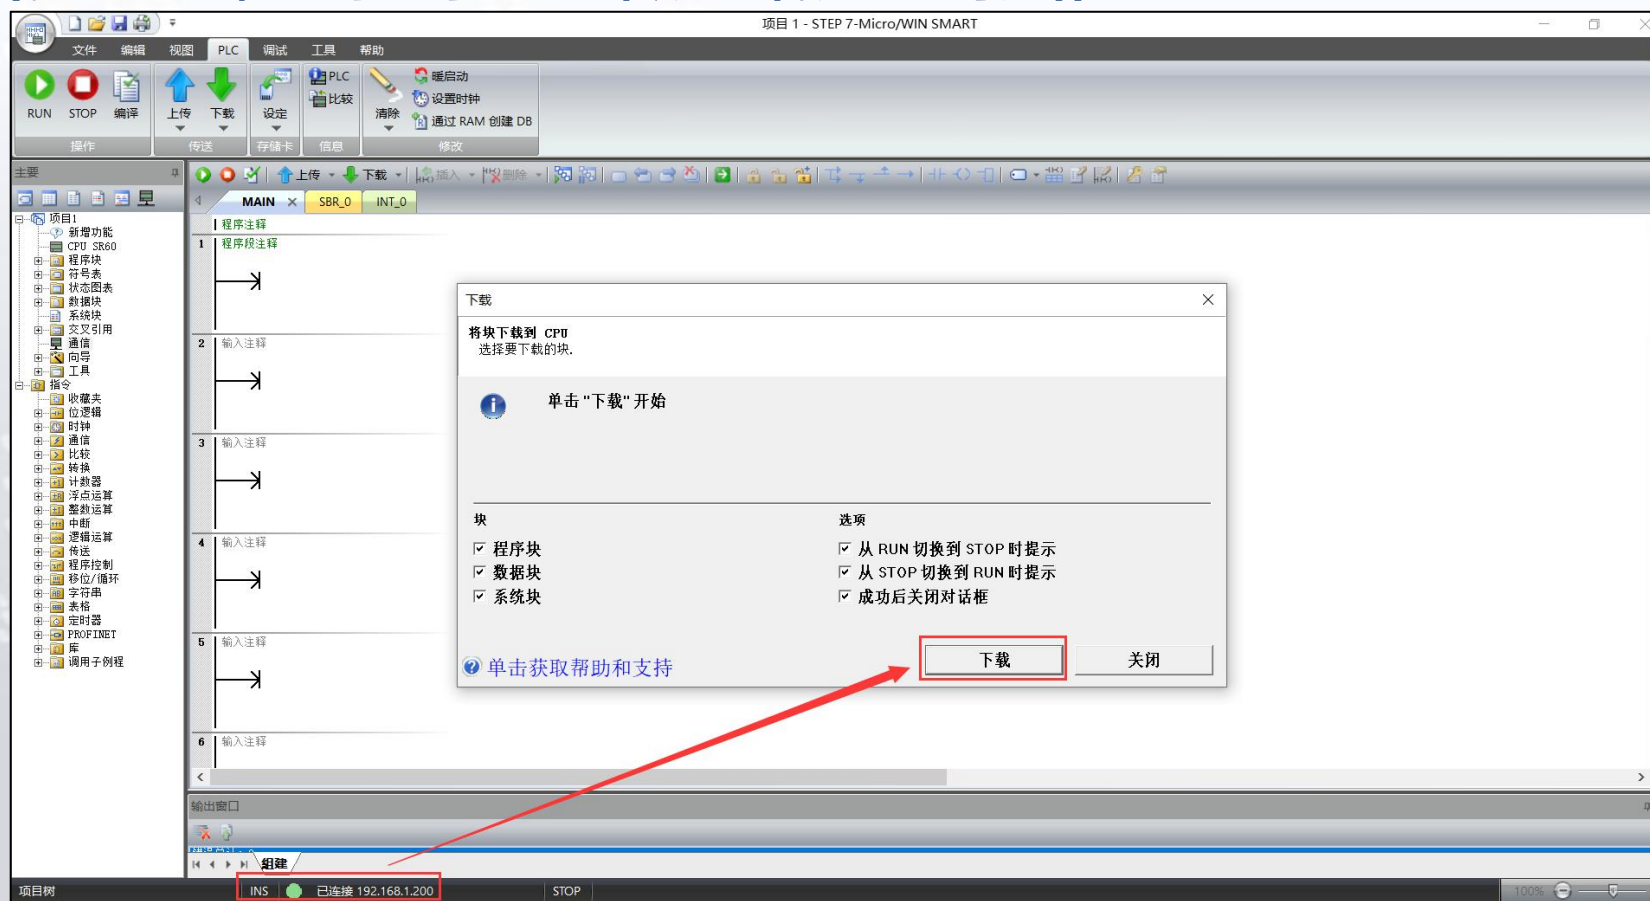 项目 1 - STEP 7-Micro/WIN SMART
文件 编辑 视图 PLC 调试 工具 帮助
RUN STOP 编译 上传 下载 设定 PLC 比较 清除 暖启动
设置时钟
通过 RAM 创建 DB
操作 传送 存储卡 信息 修改
主要
上传 下载 插入 删除
MAIN SBR_0 INT_0
项目1
新增功能
CPU SR60
程序块
符号表
状态图表
数据块
系统块
交叉引用
通信
向导
工具
指令
收藏夹
位逻辑
时钟
通信
比较
转换
计数器
浮点运算
整数运算
中断
逻辑运算
传送
程序控制
移位/循环
字符串
表格
定时器
PROFINET
库
调用子例程
程序注释
1 程序段注释
2 输入注释
3 输入注释
4 输入注释
5 输入注释
6 输入注释
下载
将块下载到 CPU
选择要下载的块.
单击"下载"开始
块 选项
程序块 从 RUN 切换到 STOP 时提示
数据块 从 STOP 切换到 RUN 时提示
系统块 成功后关闭对话框
单击获取帮助和支持 下载 关闭
输出窗口
组建
项目树 INS 已连接 192.168.1.200 STOP 100%